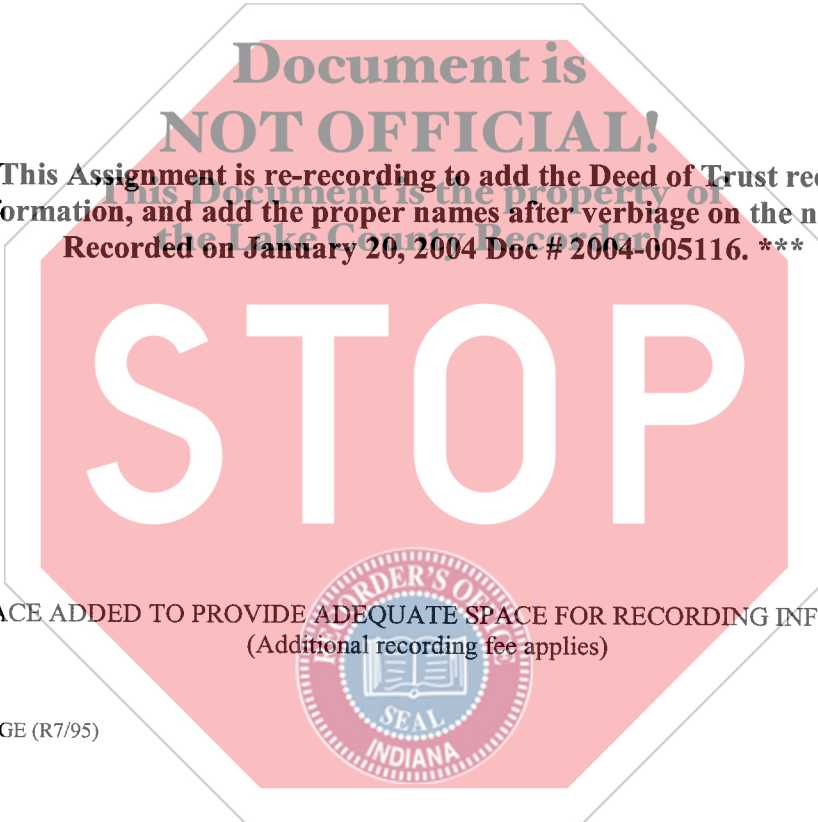 Document is
NOT OFFICIAL!
This Assignment is re-recording to add the Deed of Trust rec
This Document is the property of
ormation, and add the proper names after verbiage on the n
the Lake County Recorder!
Recorded on January 20, 2004 Doc # 2004-005116. ***
STOP
ACE ADDED TO PROVIDE ADEQUATE SPACE FOR RECORDING INF
(Additional recording fee applies)
RECORDER'S OFFICE
SEAL
INDIANA
GE (R7/95)